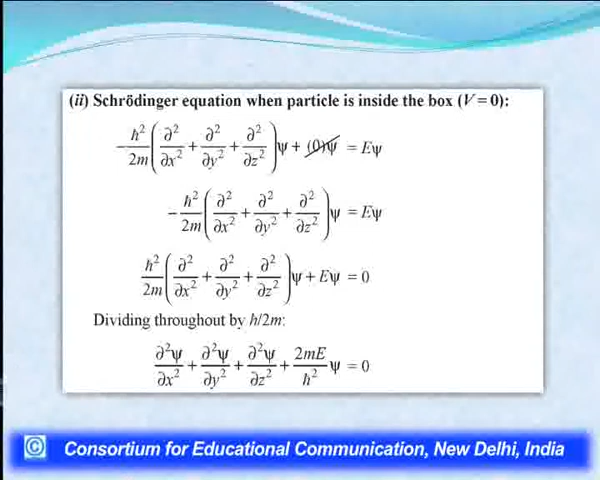 (ii) Schrödinger equation when particle is inside the box (V = 0):
−ħ²/2m (∂²/∂x² + ∂²/∂y² + ∂²/∂z²)ψ + (0)ψ = Eψ
−ħ²/2m (∂²/∂x² + ∂²/∂y² + ∂²/∂z²)ψ = Eψ
ħ²/2m (∂²/∂x² + ∂²/∂y² + ∂²/∂z²)ψ + Eψ = 0
Dividing throughout by ħ/2m:
∂²ψ/∂x² + ∂²ψ/∂y² + ∂²ψ/∂z² + 2mE/ħ² ψ = 0
© Consortium for Educational Communication, New Delhi, India